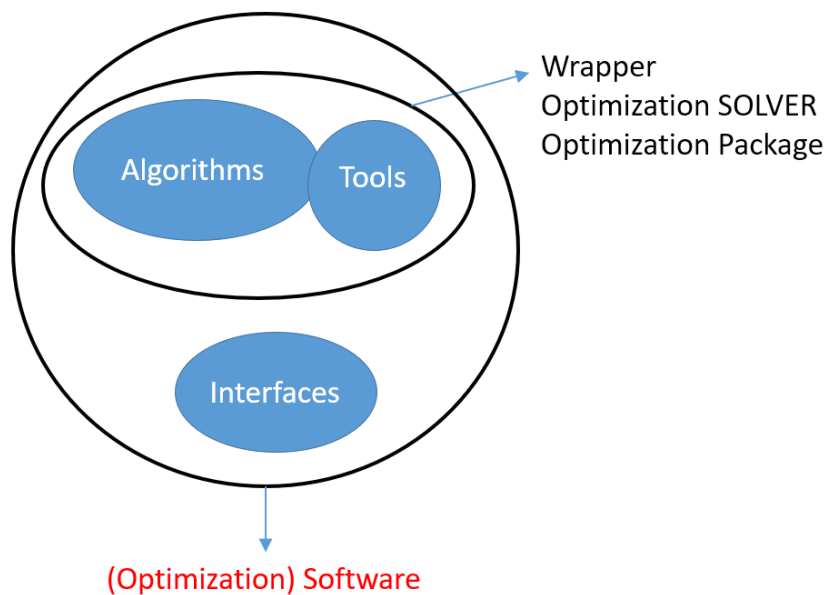 Wrapper
Optimization SOLVER
Optimization Package
Algorithms
Tools
Interfaces
(Optimization) Software